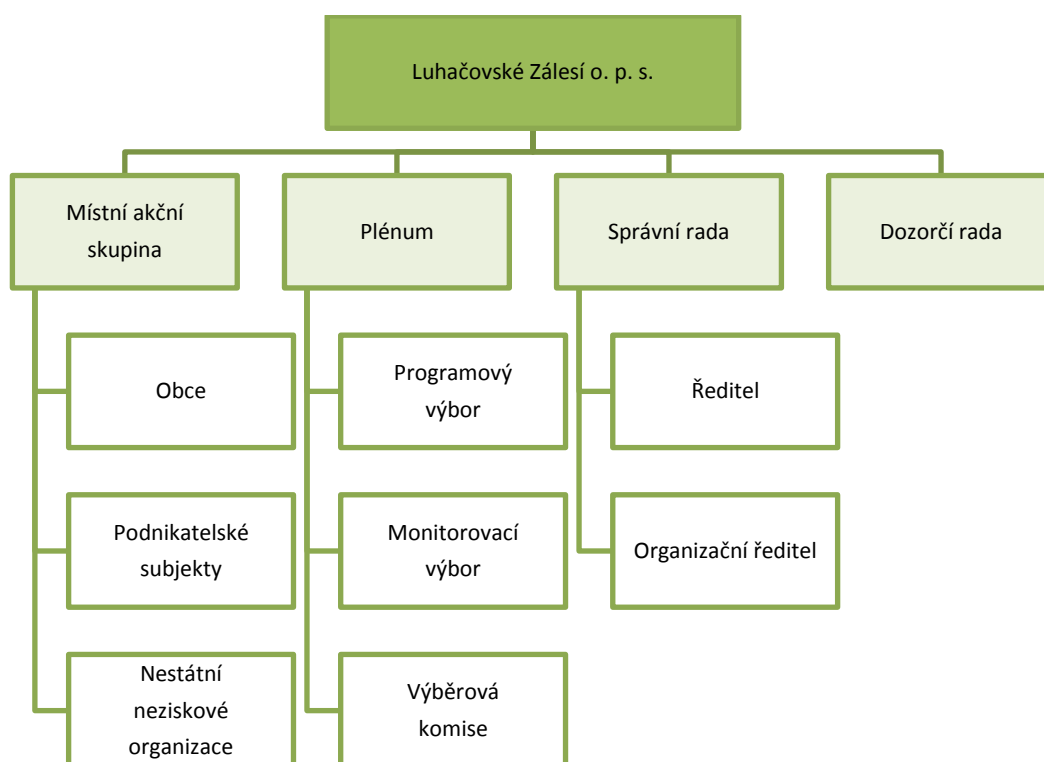 Luhačovské Zálesí o. p. s.
Místní akční
skupina
Plénum
Správní rada
Dozorčí rada
Obce
Programový
výbor
Ředitel
Podnikatelské
subjekty
Monitorovací
výbor
Organizační ředitel
Nestátní
neziskové
organizace
Výběrová
komise